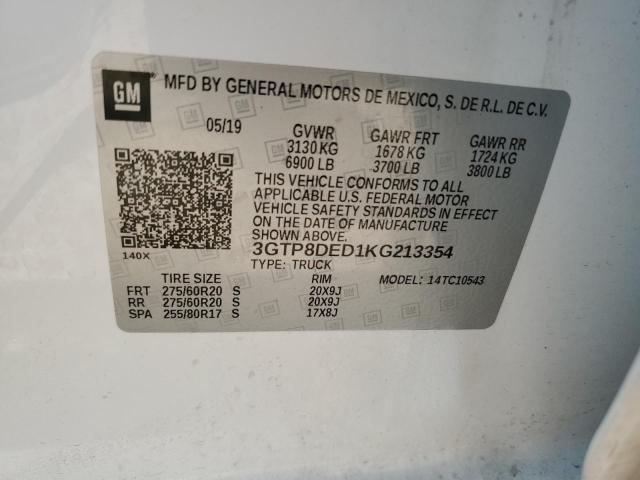 GM
MFD BY GENERAL MOTORS DE MEXICO, S. DE R.L. DE C.V.
05/19 GVWR GAWR FRT GAWR RR
3130 KG 1678 KG 1724 KG
6900 LB 3700 LB 3800 LB
THIS VEHICLE CONFORMS TO ALL
APPLICABLE U.S. FEDERAL MOTOR
VEHICLE SAFETY STANDARDS IN EFFECT
ON THE DATE OF MANUFACTURE
SHOWN ABOVE.
140X 3GTP8DED1KG213354
TYPE: TRUCK MODEL: 14TC10543
TIRE SIZE RIM
FRT 275/60R20 S 20X9J
RR 275/60R20 S 20X9J
SPA 255/80R17 S 17X8J